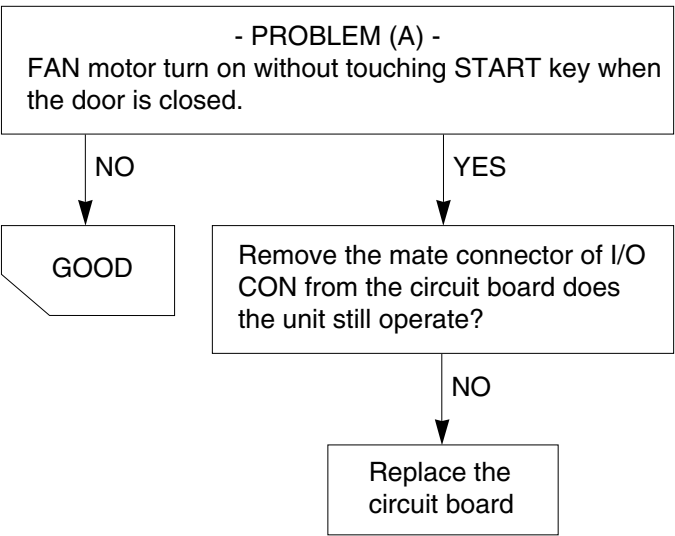 - PROBLEM (A) -
FAN motor turn on without touching START key when
the door is closed.
NO
YES
GOOD
Remove the mate connector of I/O
CON from the circuit board does
the unit still operate?
NO
Replace the
circuit board